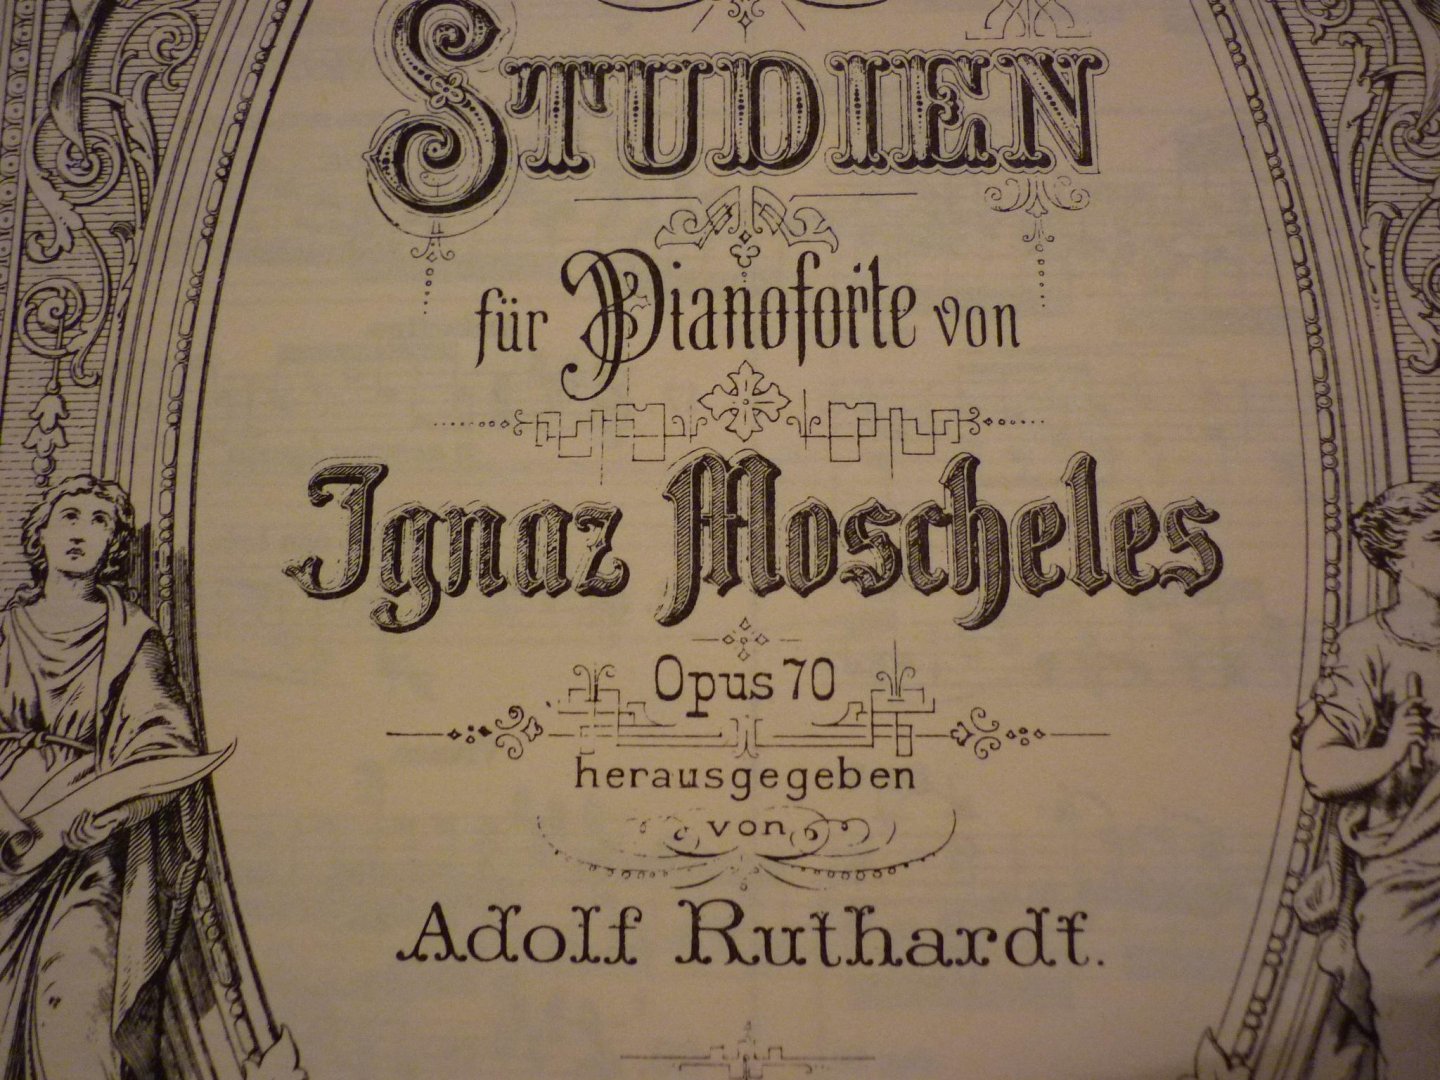 STUDIEN
für Pianoforte von
Ignaz Moscheles
Opus 70
herausgegeben
von
Adolf Ruthardt.